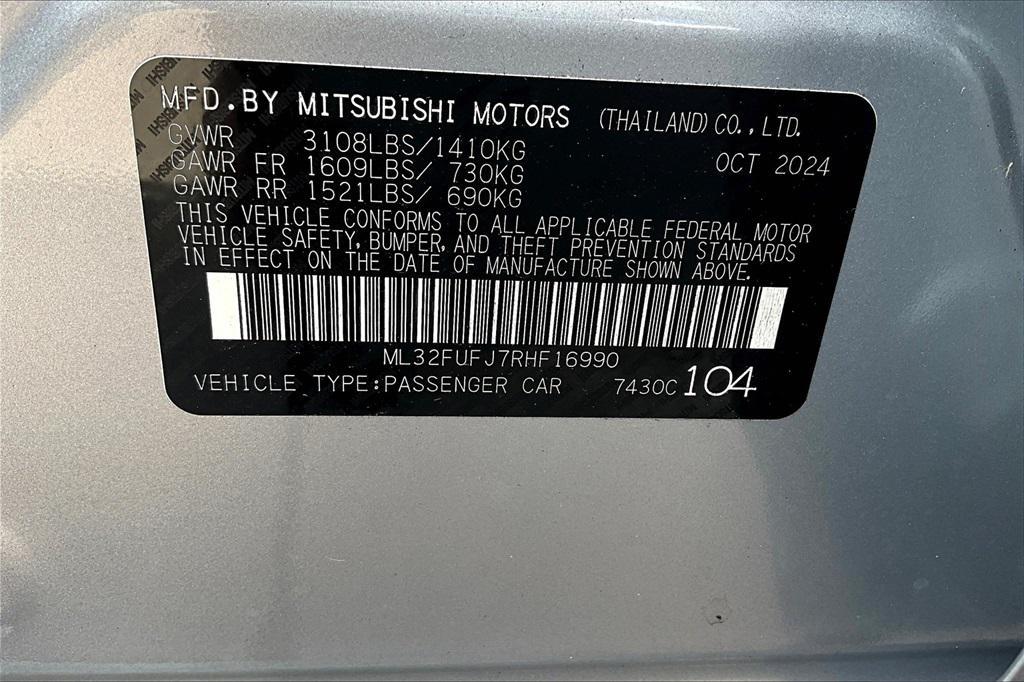 MFD.BY MITSUBISHI MOTORS (THAILAND) CO., LTD.
GVWR 3108LBS/1410KG OCT 2024
GAWR FR 1609LBS/ 730KG
GAWR RR 1521LBS/ 690KG
THIS VEHICLE CONFORMS TO ALL APPLICABLE FEDERAL MOTOR
VEHICLE SAFETY, BUMPER, AND THEFT PREVENTION STANDARDS
IN EFFECT ON THE DATE OF MANUFACTURE SHOWN ABOVE.
ML32FUFJ7RHF16990
VEHICLE TYPE:PASSENGER CAR 7430C 104